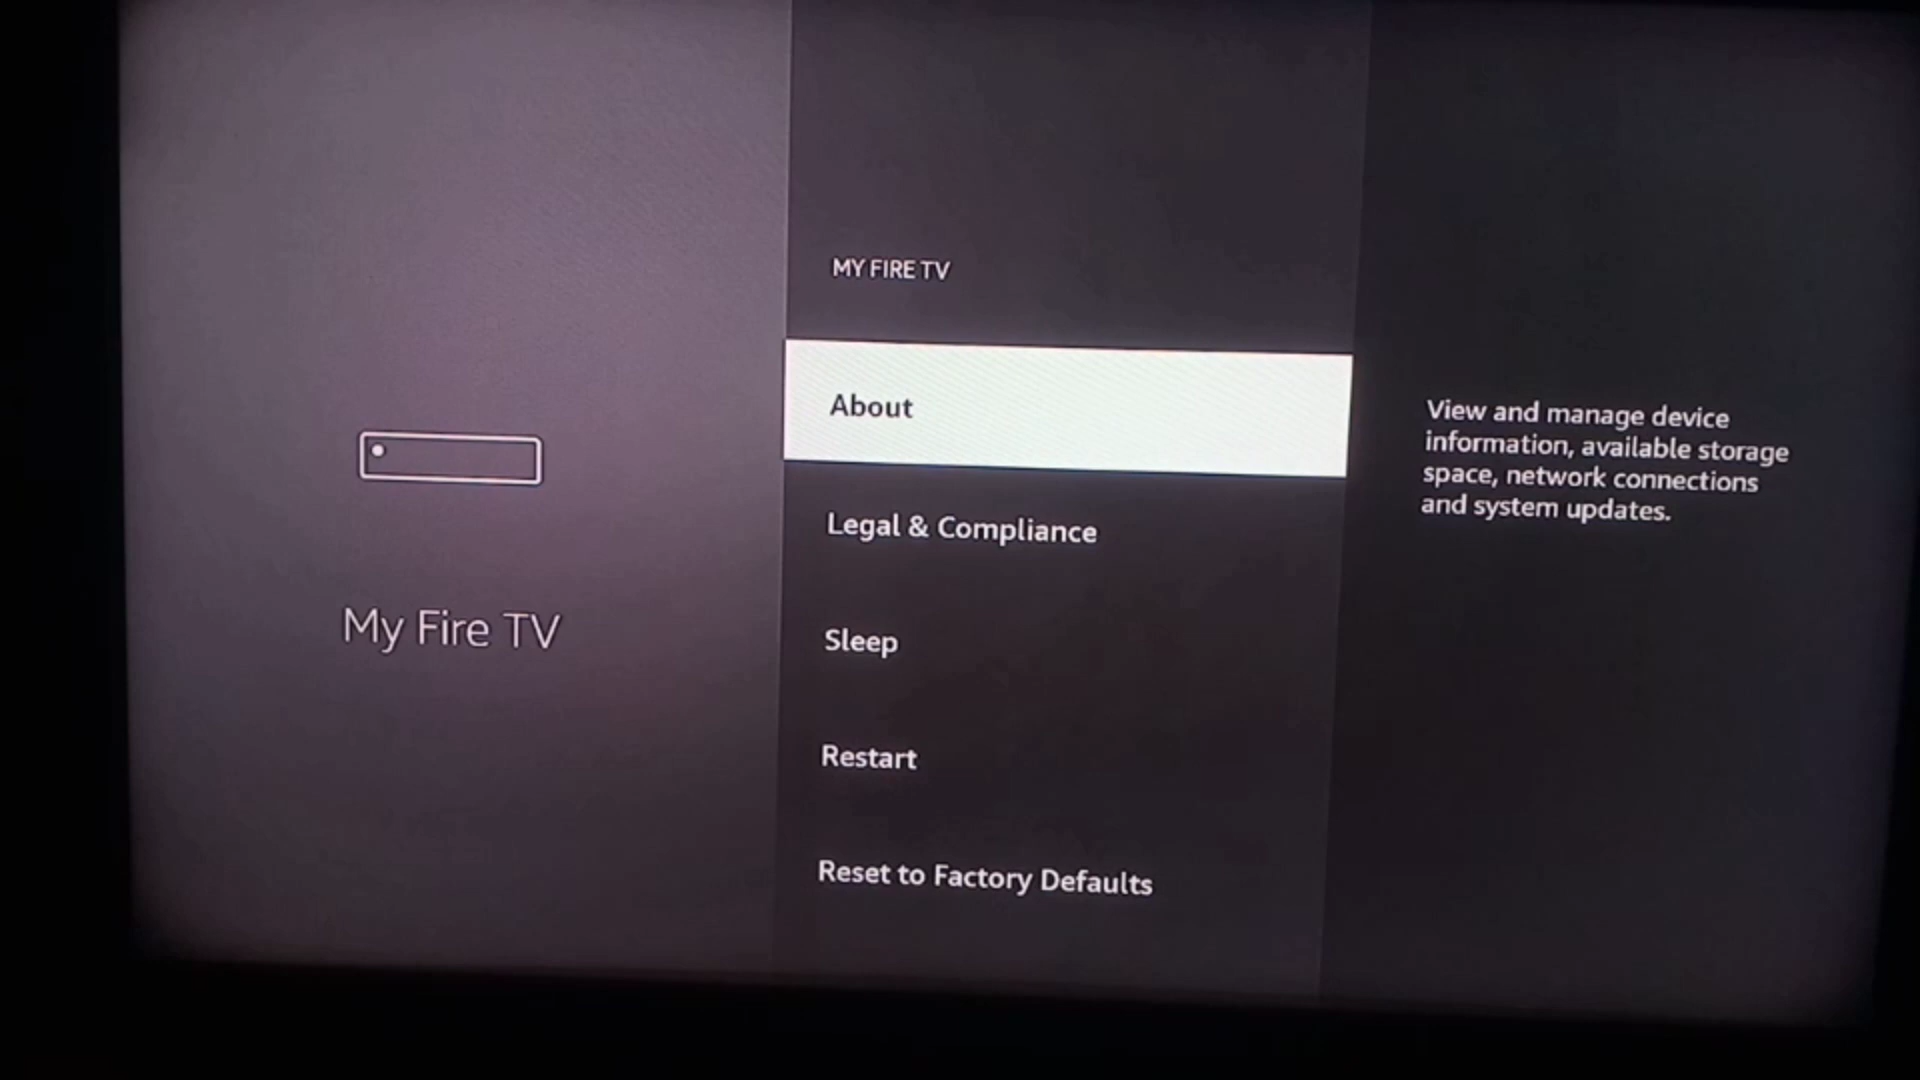 MY FIRE TV
About
Legal & Compliance
Sleep
Restart
Reset to Factory Defaults
My Fire TV
View and manage device
information, available storage
space, network connections
and system updates.